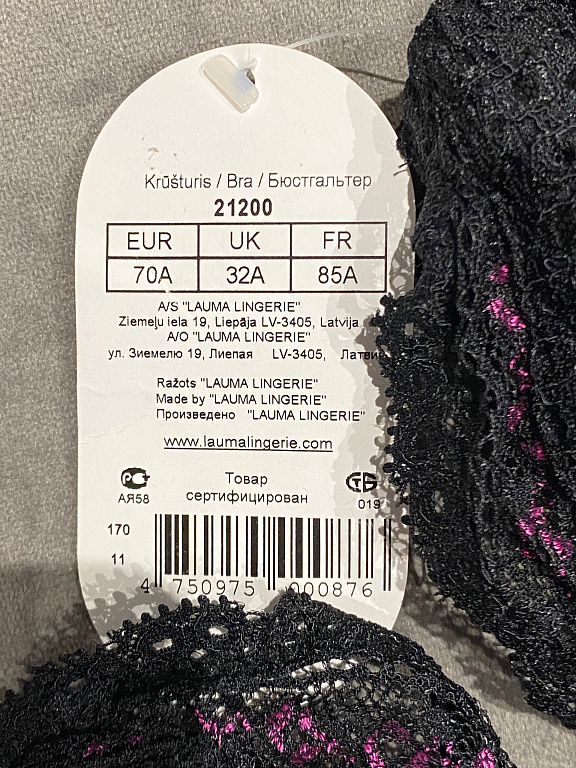 Krūšturis / Bra / Бюстгальтер
21200
EUR UK FR
70A 32A 85A
A/S "LAUMA LINGERIE"
Ziemeļu iela 19, Liepāja LV-3405, Latvija
A/O "LAUMA LINGERIE"
ул. Зиемелю 19, Лиепая LV-3405, Латвия
Ražots "LAUMA LINGERIE"
Made by "LAUMA LINGERIE"
Произведено "LAUMA LINGERIE"
www.laumalingerie.com
Товар
сертифицирован
АЯ58
СТБ
019
170
11
4 750975 000876